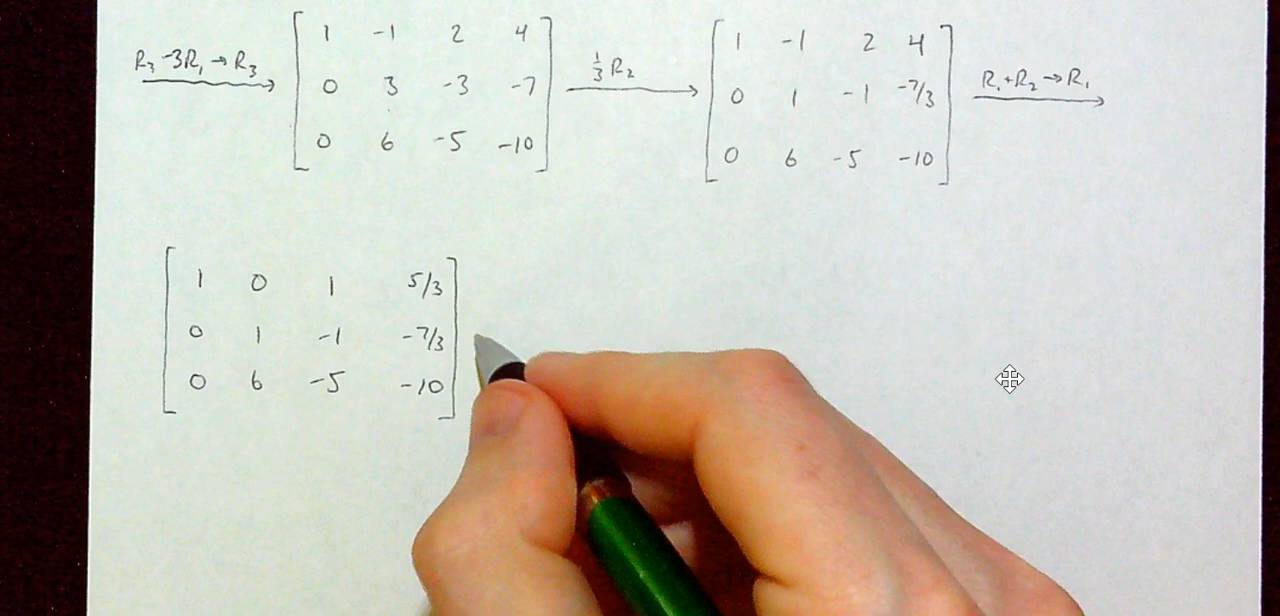 R₃ -3R₁ → R₃ [ 1 -1 2 4 ] ⅓ R₂ [ 1 -1 2 4 ] R₁+R₂ → R₁
0 3 -3 -7 0 1 -1 -7/3
0 6 -5 -10 0 6 -5 -10
1 0 1 5/3
0 1 -1 -7/3
0 6 -5 -10